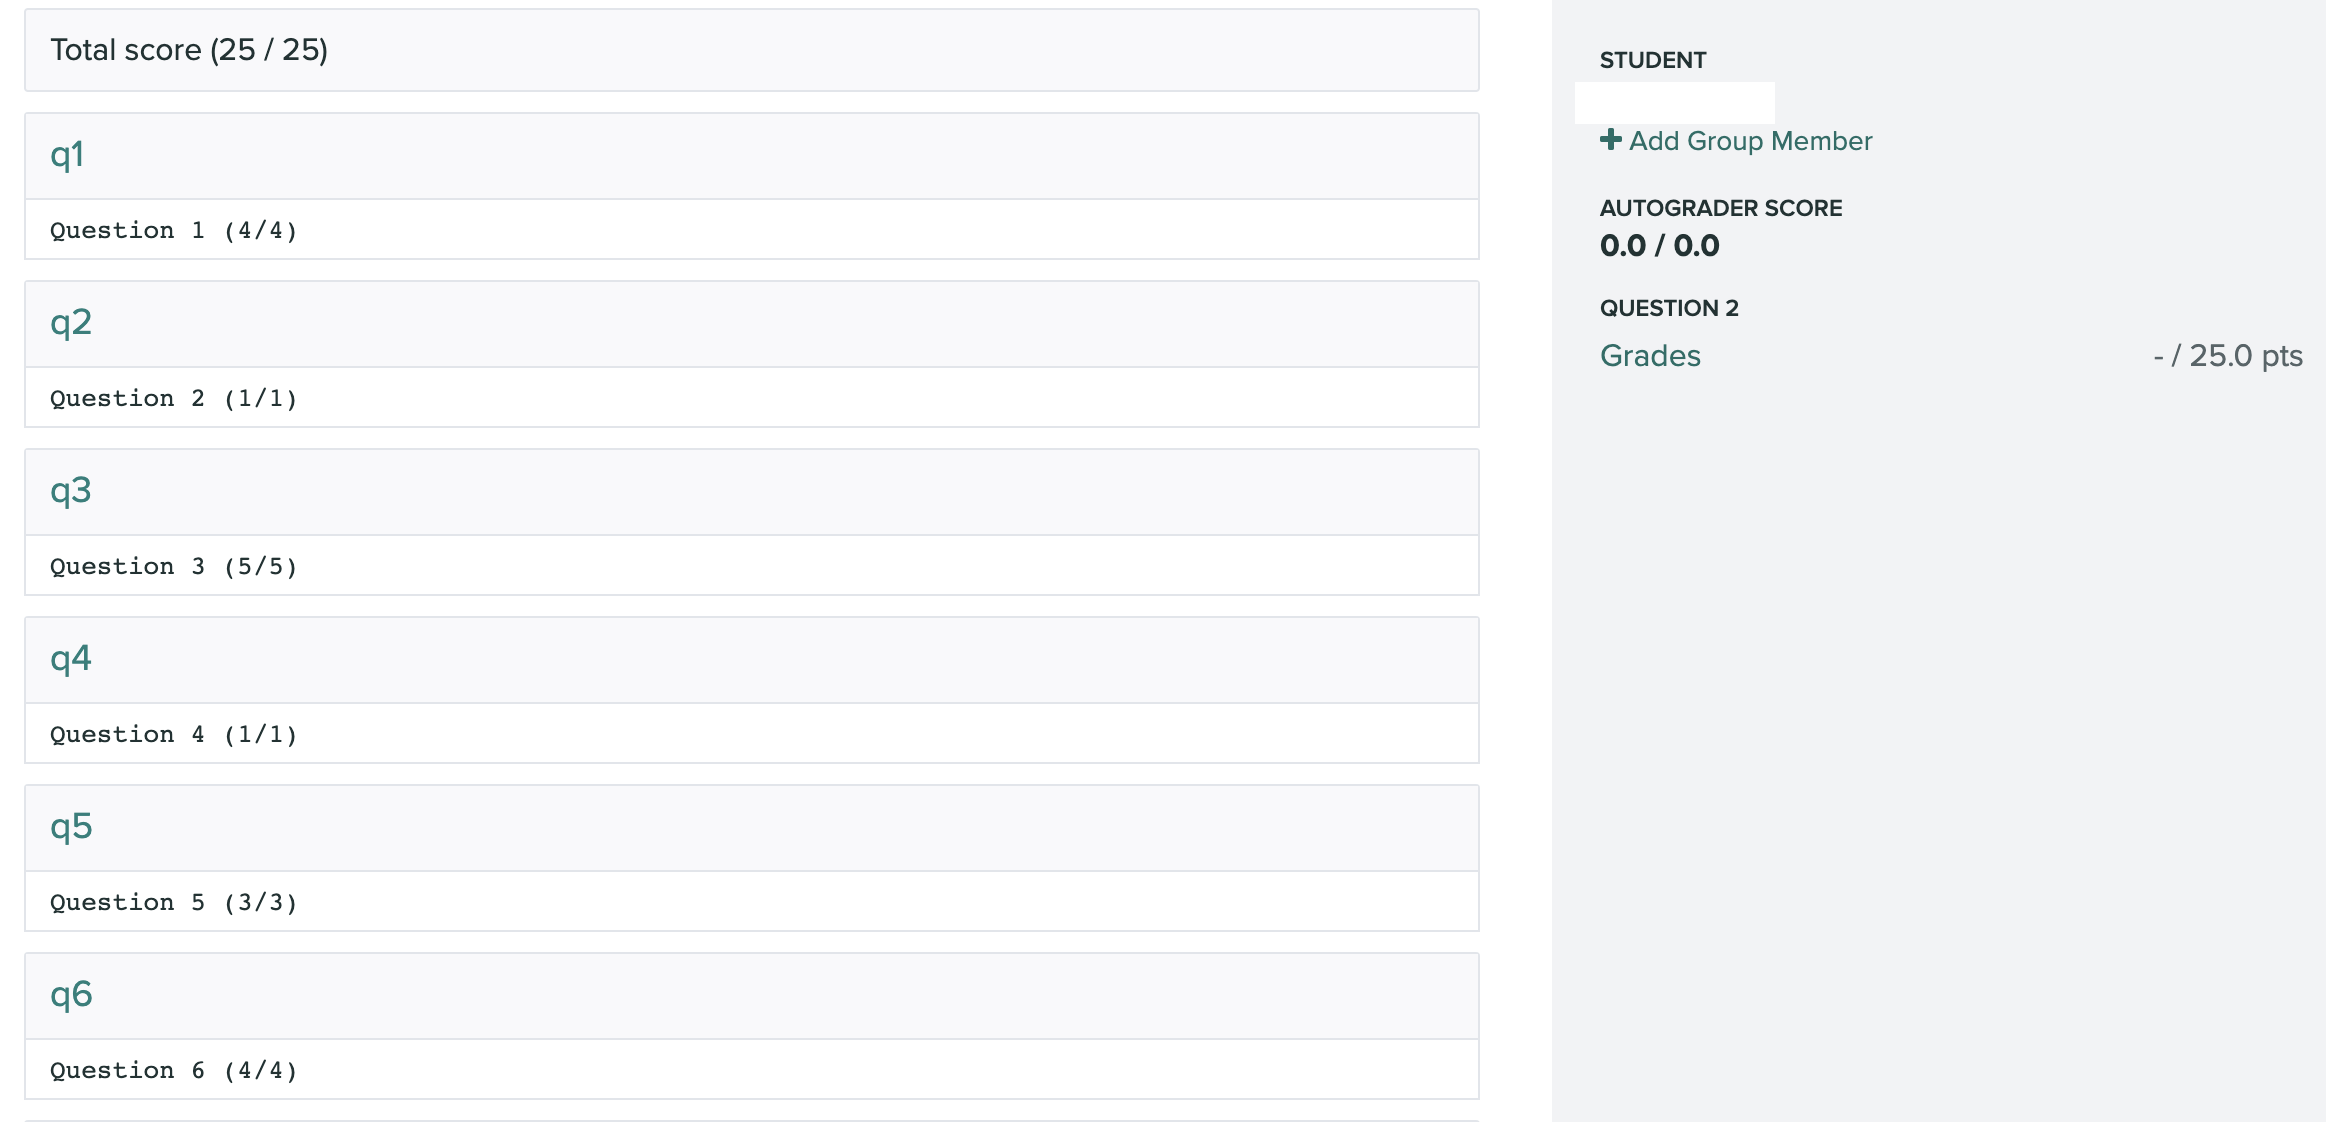 Total score (25 / 25)
q1
Question 1 (4/4)
q2
Question 2 (1/1)
q3
Question 3 (5/5)
q4
Question 4 (1/1)
q5
Question 5 (3/3)
q6
Question 6 (4/4)
STUDENT
Add Group Member
AUTOGRADER SCORE
0.0 / 0.0
QUESTION 2
Grades - / 25.0 pts